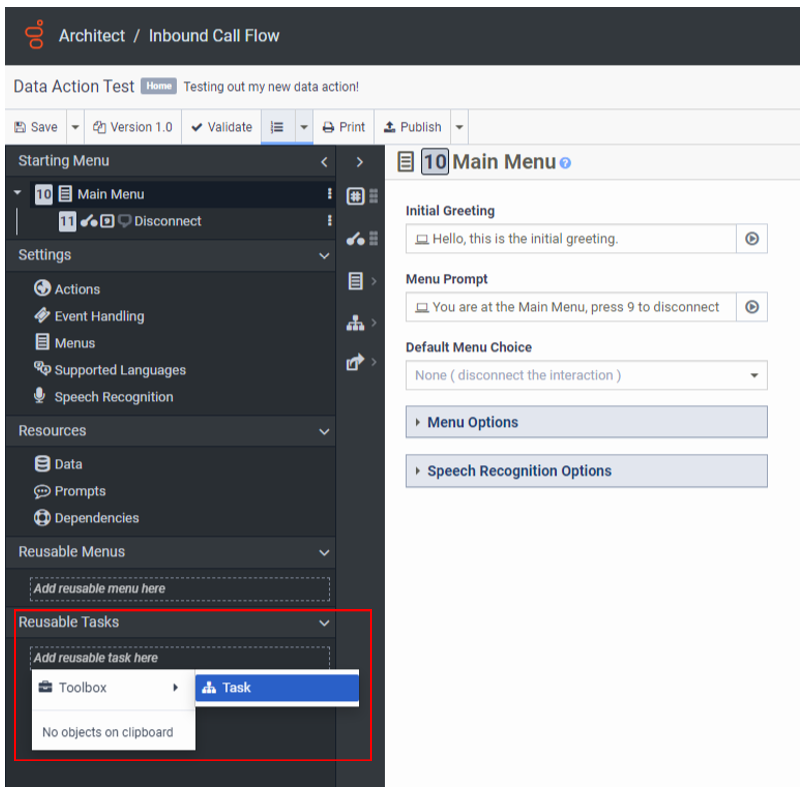 Architect / Inbound Call Flow
Data Action Test Home Testing out my new data action!
Save Version 1.0 Validate Print Publish
Starting Menu
10 Main Menu
11 Disconnect
Settings
Actions
Event Handling
Menus
Supported Languages
Speech Recognition
Resources
Data
Prompts
Dependencies
Reusable Menus
Add reusable menu here
Reusable Tasks
Add reusable task here
Toolbox
Task
No objects on clipboard
10 Main Menu
Initial Greeting
Hello, this is the initial greeting.
Menu Prompt
You are at the Main Menu, press 9 to disconnect
Default Menu Choice
None ( disconnect the interaction )
Menu Options
Speech Recognition Options